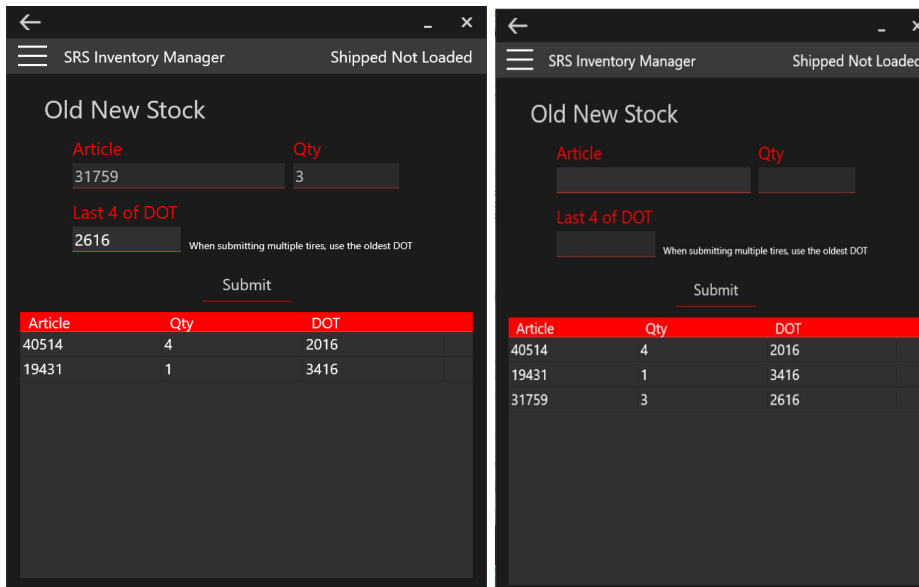 SRS Inventory Manager Shipped Not Loaded
Old New Stock
Article Qty
31759 3
Last 4 of DOT
2616 When submitting multiple tires, use the oldest DOT
Submit
Article Qty DOT
40514 4 2016
19431 1 3416
SRS Inventory Manager Shipped Not Loaded
Old New Stock
Article Qty
Last 4 of DOT
When submitting multiple tires, use the oldest DOT
Submit
Article Qty DOT
40514 4 2016
19431 1 3416
31759 3 2616